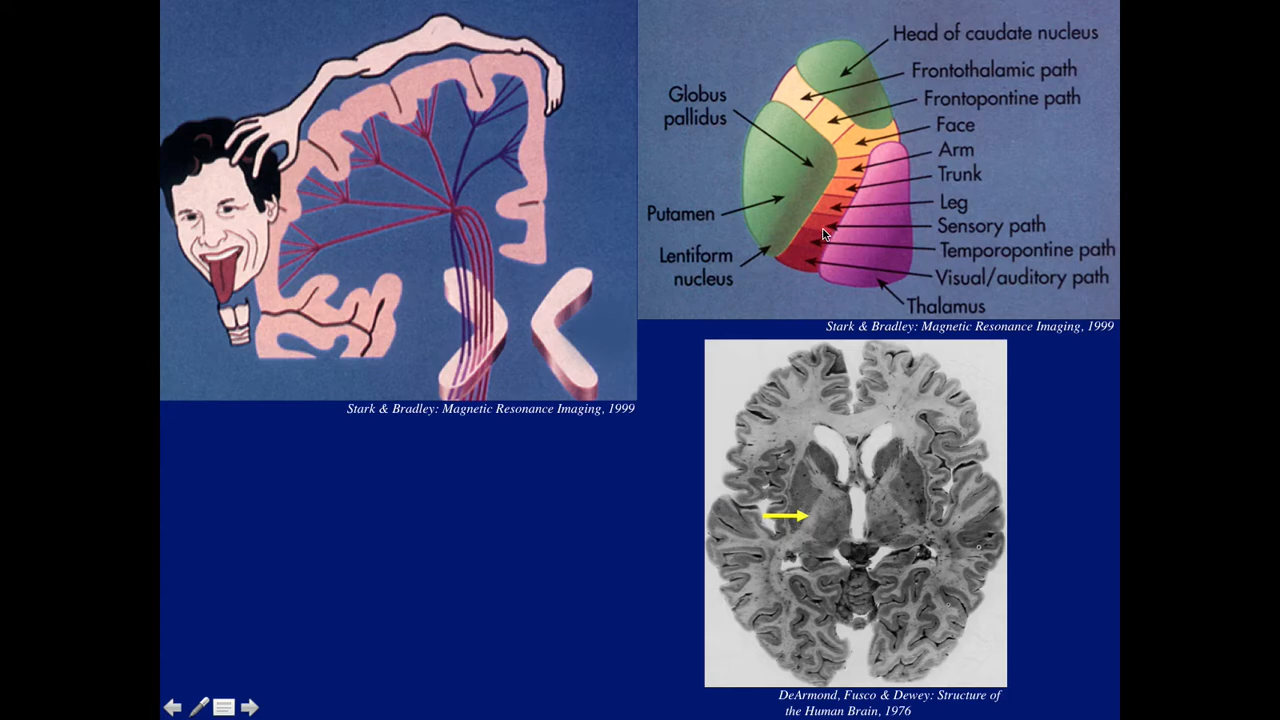 Stark & Bradley: Magnetic Resonance Imaging, 1999
Head of caudate nucleus
Frontothalamic path
Globus
pallidus
Frontopontine path
Face
Arm
Trunk
Leg
Putamen
Sensory path
Temporopontine path
Lentiform
nucleus
Visual/auditory path
Thalamus
Stark & Bradley: Magnetic Resonance Imaging, 1999
DeArmond, Fusco & Dewey: Structure of
the Human Brain, 1976